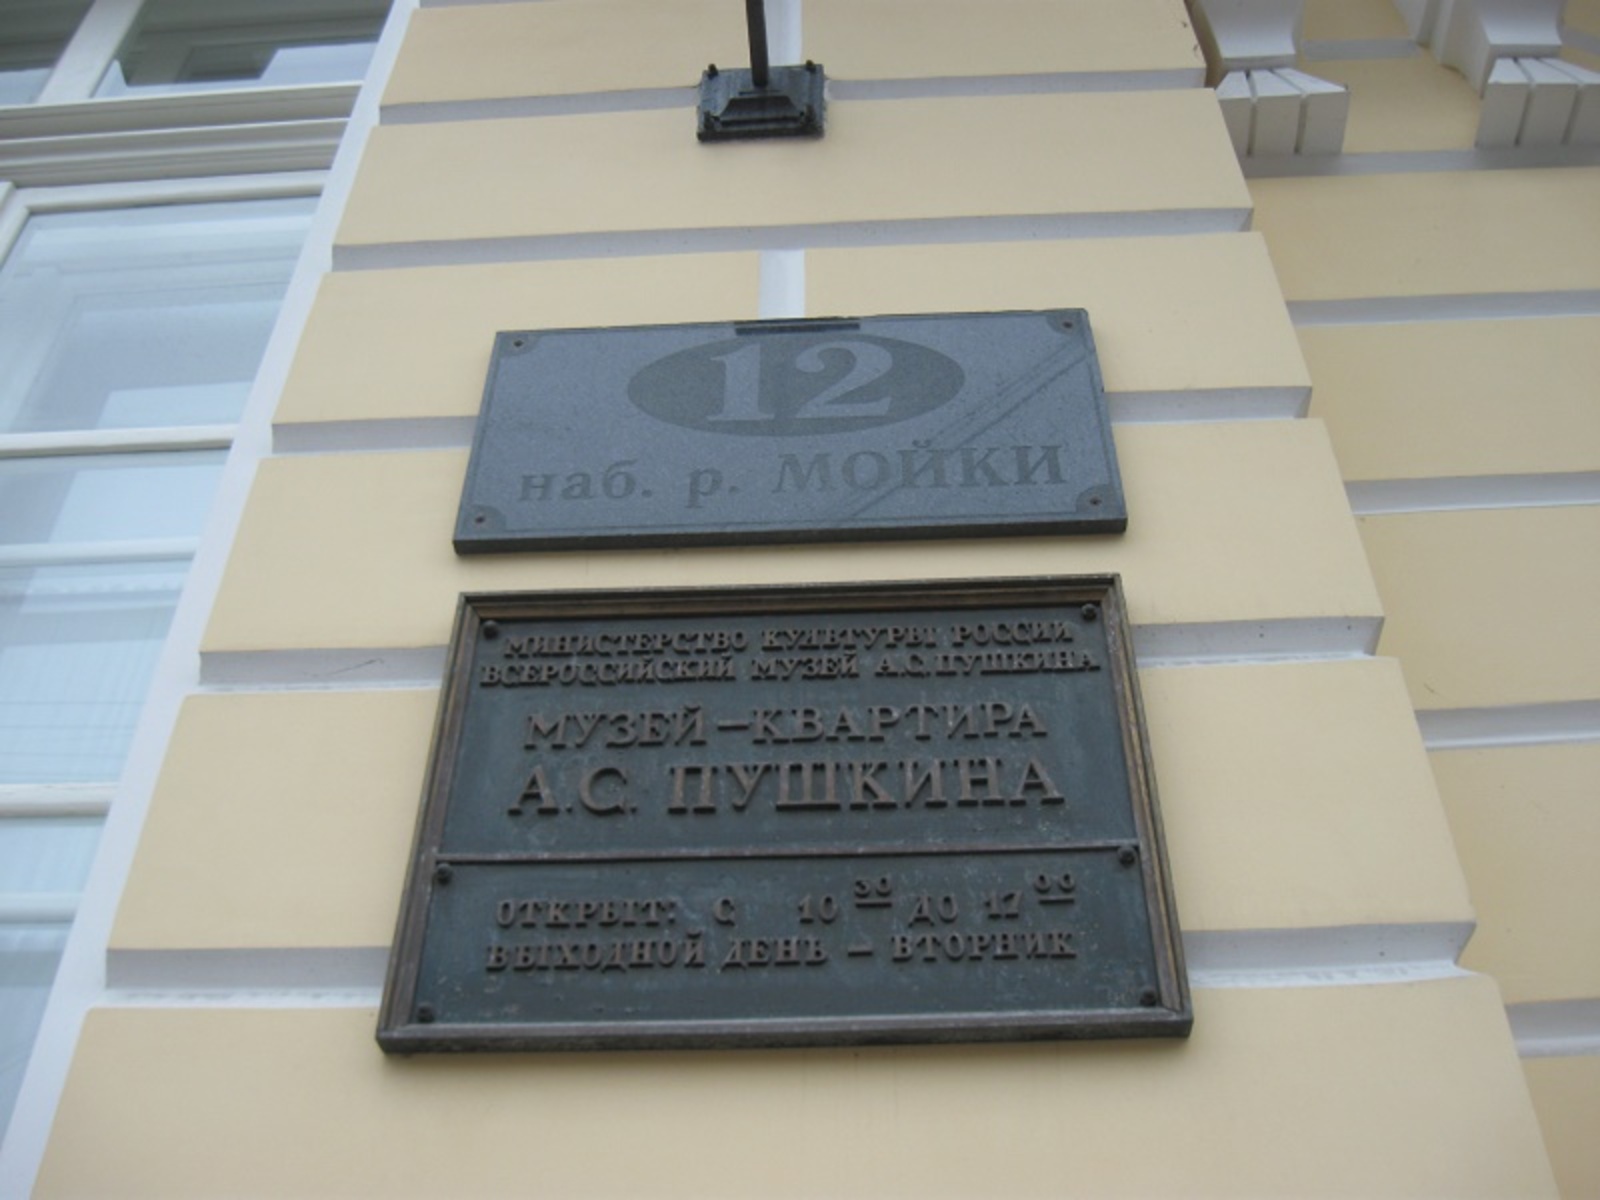 12
наб. р. МОЙКИ
МИНИСТЕРСТВО КУЛЬТУРЫ РОССИИ
ВСЕРОССИЙСКИЙ МУЗЕЙ А.С.ПУШКИНА
МУЗЕЙ–КВАРТИРА
А.С. ПУШКИНА
ОТКРЫТ: С 10 30 ДО 17 00
ВЫХОДНОЙ ДЕНЬ – ВТОРНИК